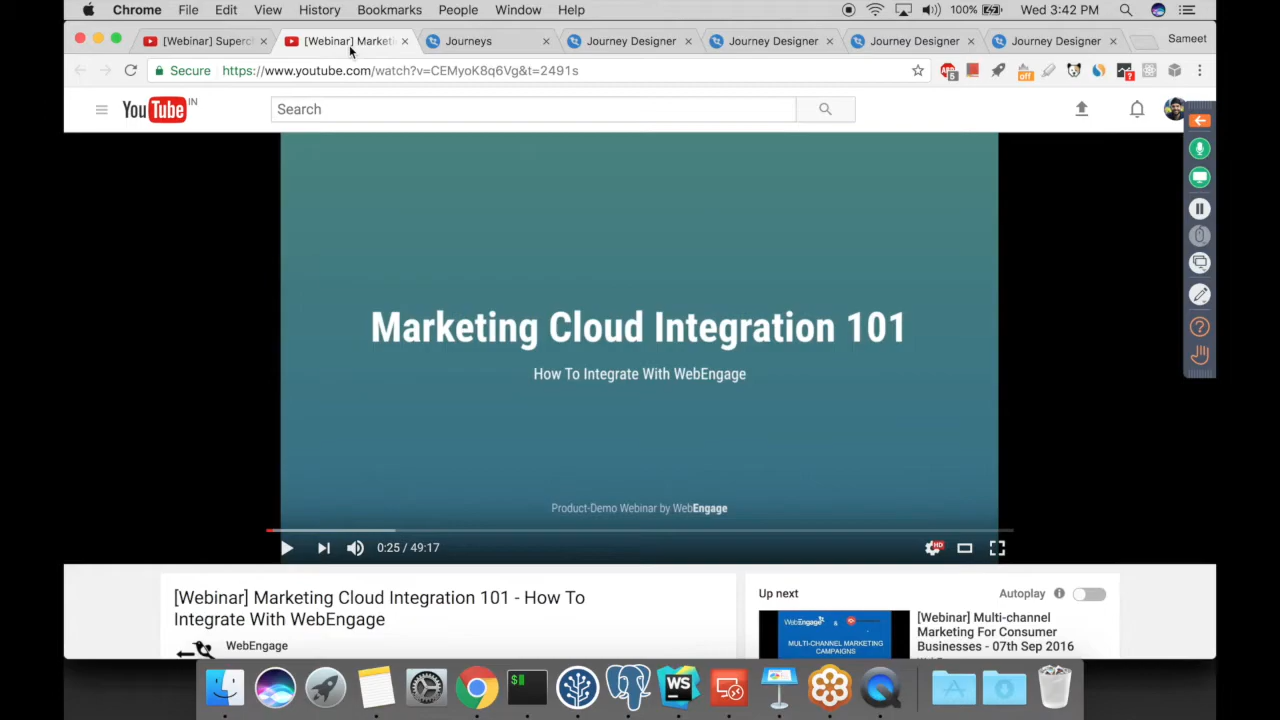 Chrome File Edit View History Bookmarks People Window Help 100% Wed 3:42 PM
[Webinar] Superc [Webinar] Marketi Journeys Journey Designer Journey Designer Journey Designer Journey Designer Sameet
Secure https://www.youtube.com/watch?v=CEMyoK8q6Vg&t=2491s
off
YouTube IN Search
Marketing Cloud Integration 101
How To Integrate With WebEngage
Product-Demo Webinar by WebEngage
0:25 / 49:17 HD
[Webinar] Marketing Cloud Integration 101 - How To
Integrate With WebEngage
WebEngage
Up next Autoplay
WebEngage &
MULTI-CHANNEL MARKETING
CAMPAIGNS
[Webinar] Multi-channel
Marketing For Consumer
Businesses - 07th Sep 2016
$
WS